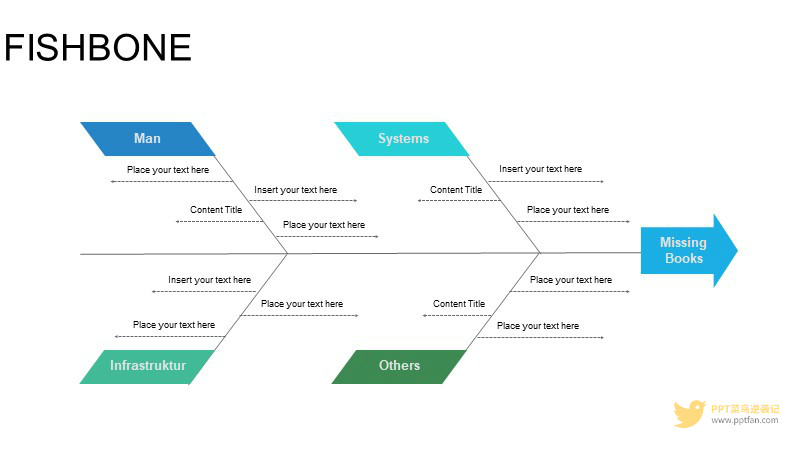 FISHBONE
Man
Systems
Place your text here
Insert your text here
Insert your text here
Content Title
Content Title
Place your text here
Place your text here
Missing
Books
Insert your text here
Place your text here
Place your text here
Content Title
Place your text here
Place your text here
Infrastruktur
Others
PPT菜鸟逆袭记
www.pptfan.com